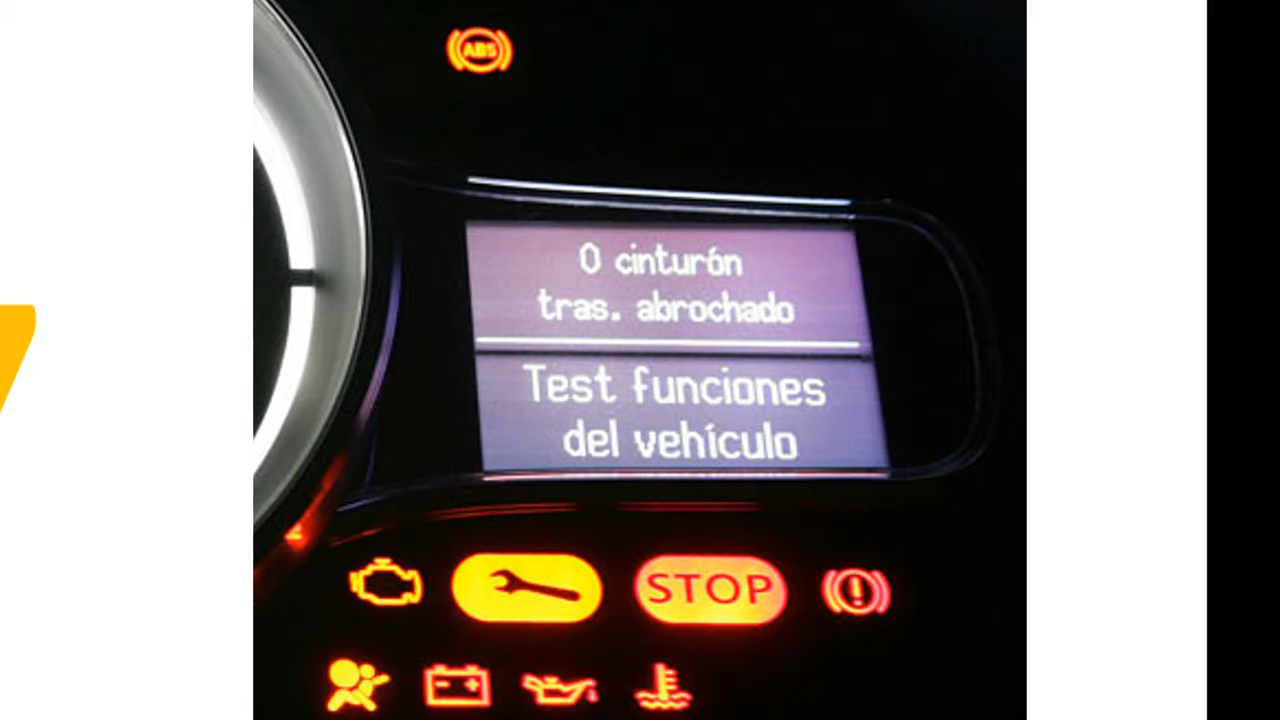 ABS
0 cinturón
tras. abrochado
Test funciones
del vehículo
STOP